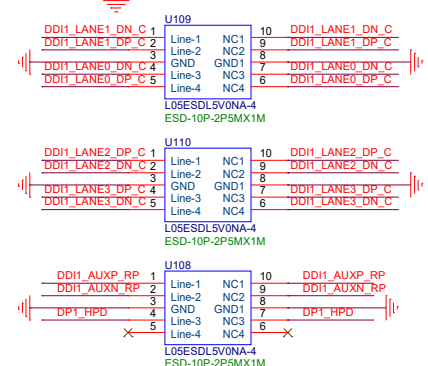 U109
DDI1_LANE1_DN_C 1 Line-1 NC1 10 DDI1_LANE1_DN_C
DDI1_LANE1_DP_C 2 Line-2 NC2 9 DDI1_LANE1_DP_C
3 GND GND1 8
DDI1_LANE0_DN_C 4 Line-3 NC3 7 DDI1_LANE0_DN_C
DDI1_LANE0_DP_C 5 Line-4 NC4 6 DDI1_LANE0_DP_C
L05ESDL5V0NA-4
ESD-10P-2P5MX1M
U110
DDI1_LANE2_DP_C 1 Line-1 NC1 10 DDI1_LANE2_DP_C
DDI1_LANE2_DN_C 2 Line-2 NC2 9 DDI1_LANE2_DN_C
3 GND GND1 8
DDI1_LANE3_DP_C 4 Line-3 NC3 7 DDI1_LANE3_DP_C
DDI1_LANE3_DN_C 5 Line-4 NC4 6 DDI1_LANE3_DN_C
L05ESDL5V0NA-4
ESD-10P-2P5MX1M
U108
DDI1_AUXP_RP 1 Line-1 NC1 10 DDI1_AUXP_RP
DDI1_AUXN_RP 2 Line-2 NC2 9 DDI1_AUXN_RP
3 GND GND1 8
DP1_HPD 4 Line-3 NC3 7 DP1_HPD
5 Line-4 NC4 6
L05ESDL5V0NA-4
ESD-10P-2P5MX1M